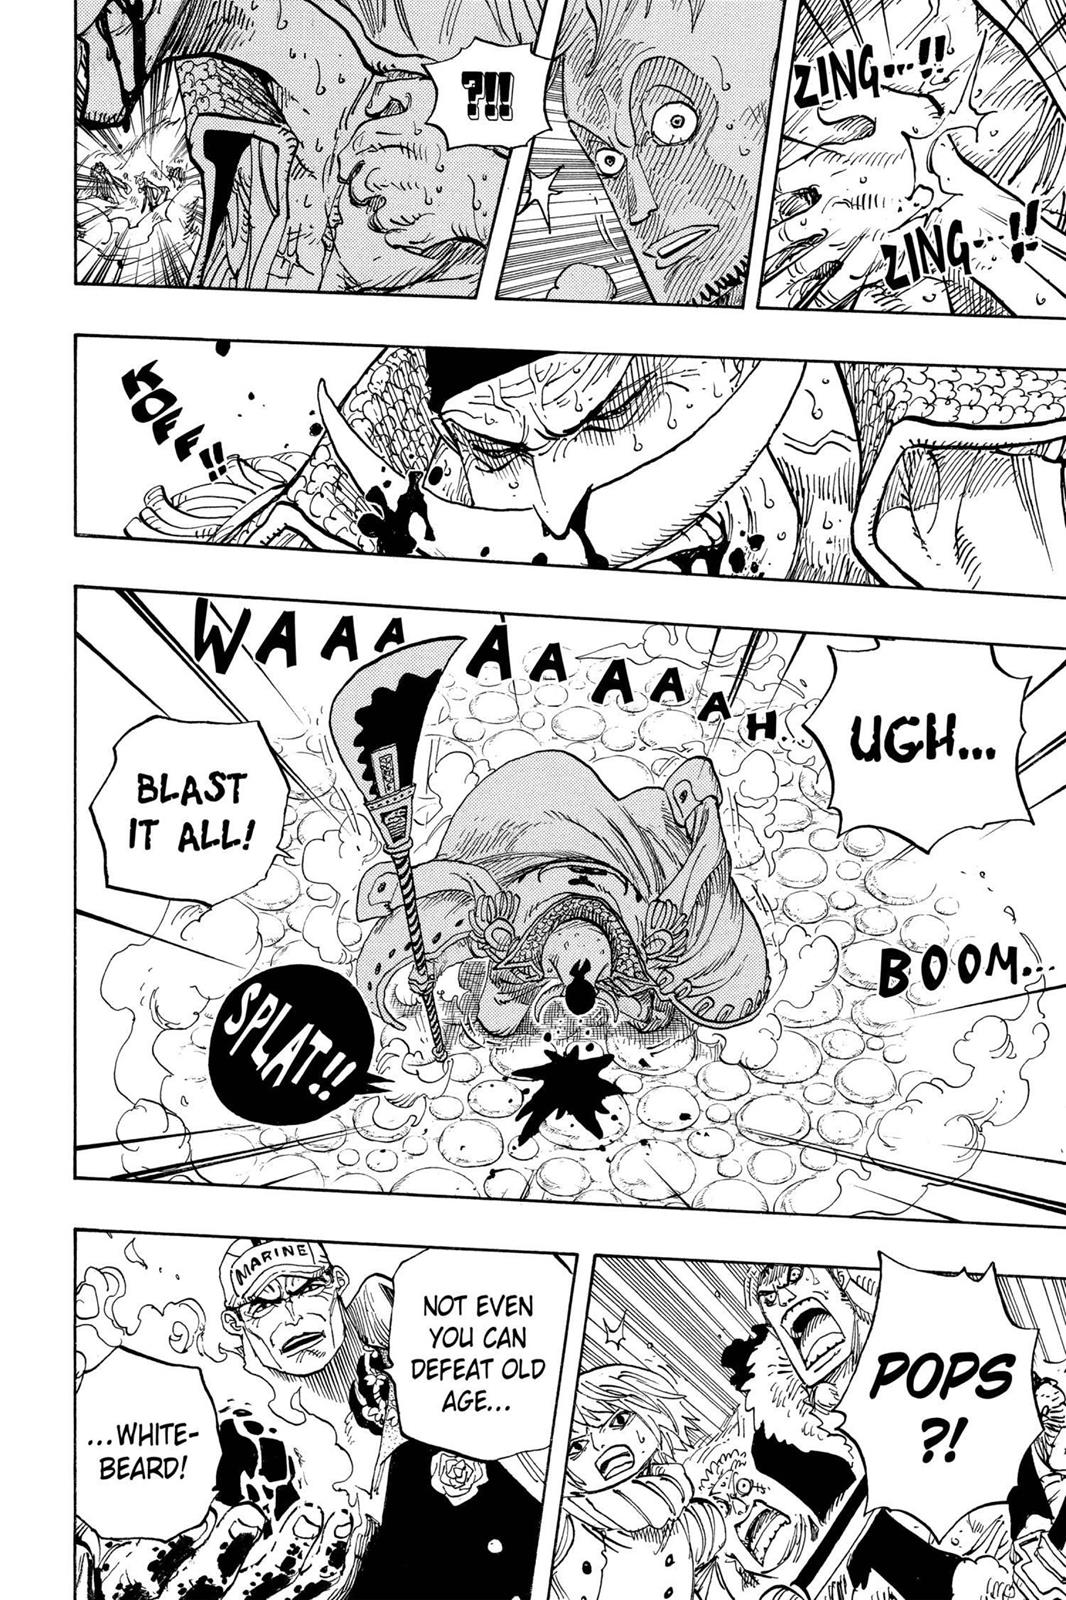 ZING...!!
ZING...!!
?!!!
KOFF!!
WAAAAAAAAH.
UGH...
BLAST
IT ALL!
BOOM...
SPLAT!!
POPS
?!
MARINE
NOT EVEN
YOU CAN
DEFEAT OLD
AGE...
...WHITE-
BEARD!